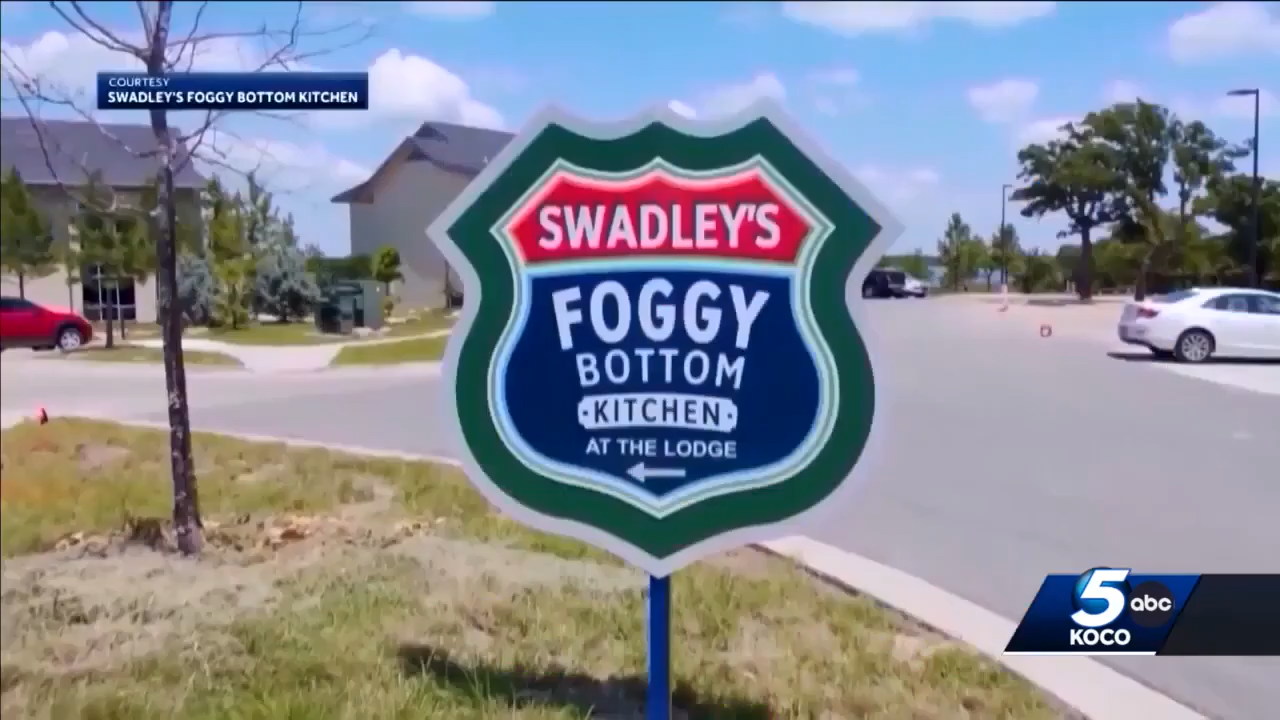 COURTESY
SWADLEY'S FOGGY BOTTOM KITCHEN
SWADLEY'S
FOGGY
BOTTOM
KITCHEN
AT THE LODGE
5 abc
KOCO